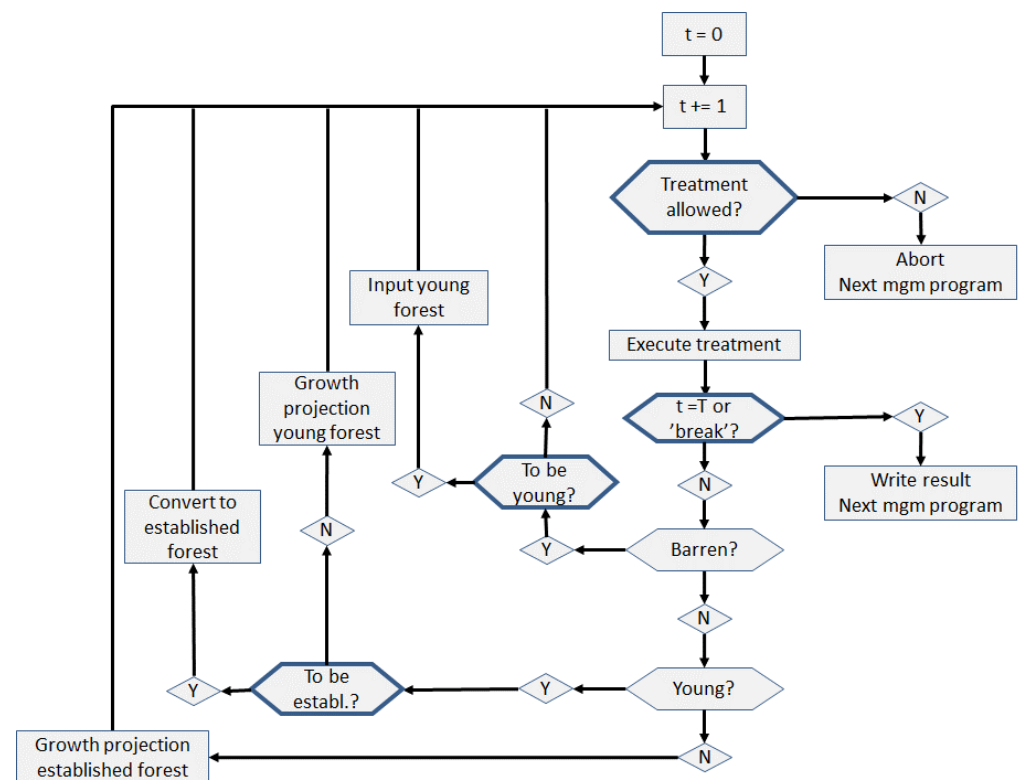 t = 0
t += 1
Treatment
allowed?
N
Abort
Next mgm program
Y
Execute treatment
t =T or
’break’?
Y
Write result
Next mgm program
N
Barren?
Y
To be
young?
N
Y
Input young
forest
N
Young?
Y
To be
establ.?
N
Growth
projection
young forest
Y
Convert to
established
forest
N
Growth projection
established forest